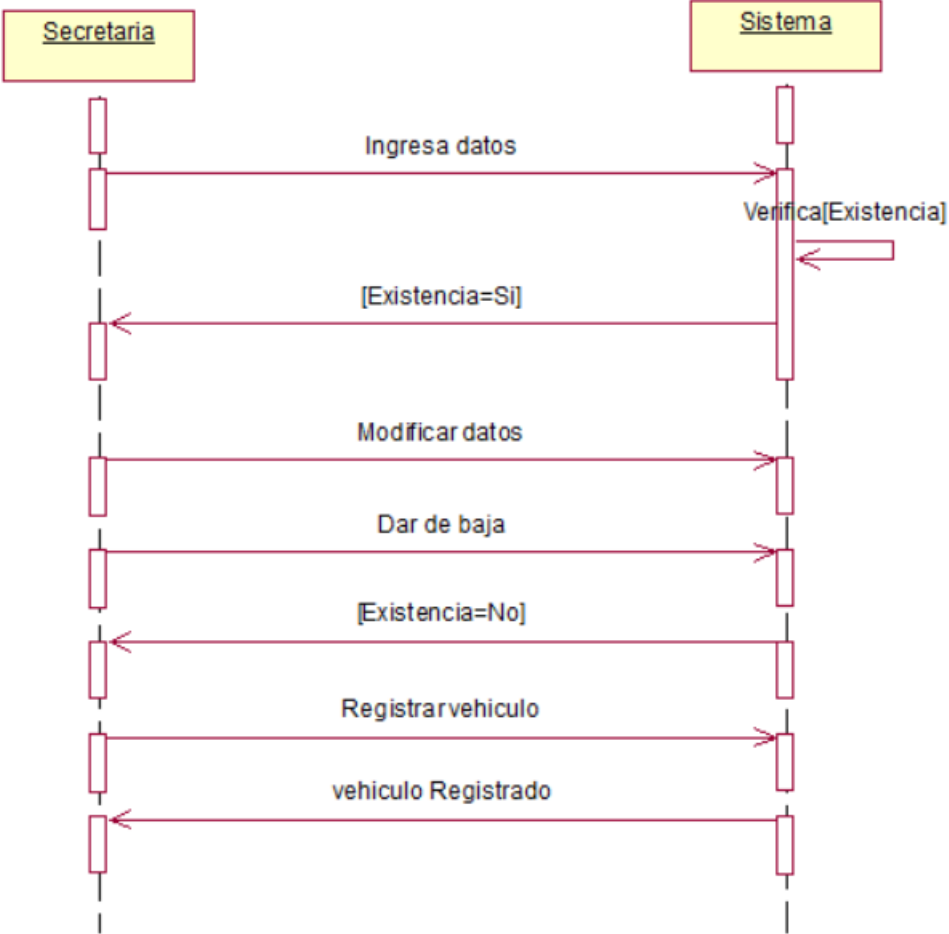 Secretaria
Sistema
Ingresa datos
Verifica[Existencia]
[Existencia=Si]
Modificar datos
Dar de baja
[Existencia=No]
Registrar vehiculo
vehiculo Registrado